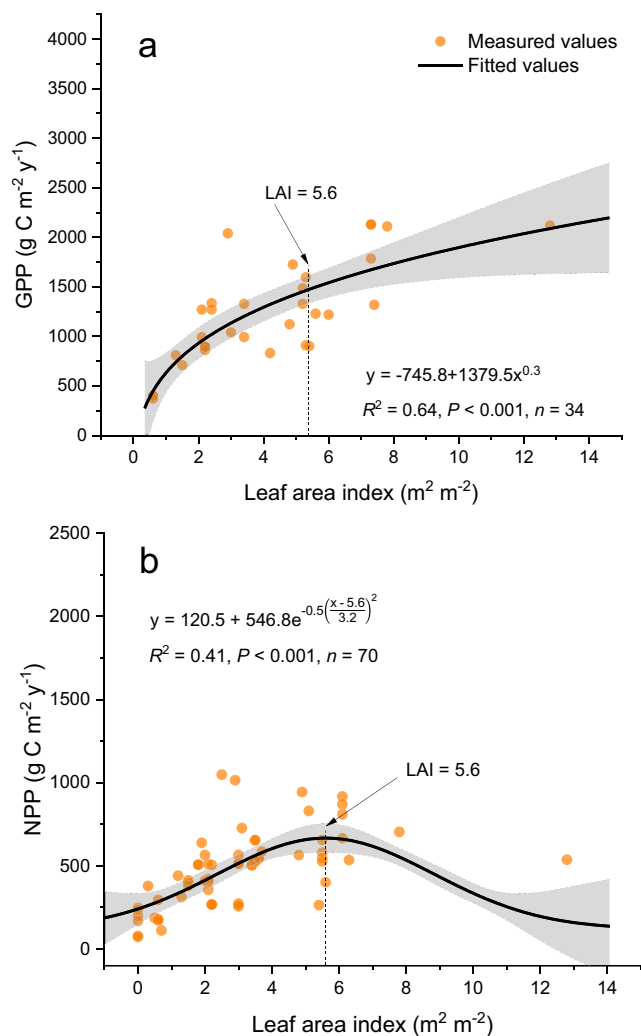 a
Measured values
Fitted values
LAI = 5.6
y = -745.8+1379.5x^0.3
R² = 0.64, P < 0.001, n = 34
GPP (g C m⁻² y⁻¹)
4000
3500
3000
2500
2000
1500
1000
500
0
0 2 4 6 8 10 12 14
Leaf area index (m² m⁻²)
b
y = 120.5 + 546.8e^-0.5((x - 5.6)/3.2)²
R² = 0.41, P < 0.001, n = 70
LAI = 5.6
NPP (g C m⁻² y⁻¹)
2500
2000
1500
1000
500
0
0 2 4 6 8 10 12 14
Leaf area index (m² m⁻²)